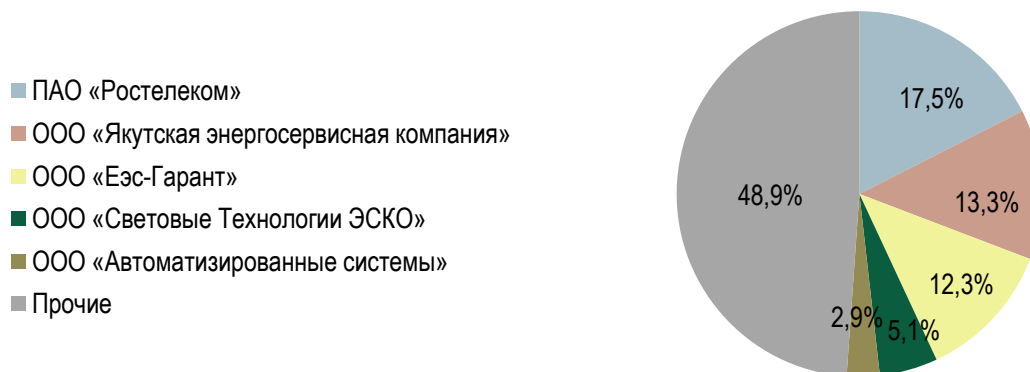 ПАО «Ростелеком»
ООО «Якутская энергосервисная компания»
ООО «Еэс-Гарант»
ООО «Световые Технологии ЭСКО»
ООО «Автоматизированные системы»
Прочие
17,5%
13,3%
12,3%
5,1%
2,9%
48,9%